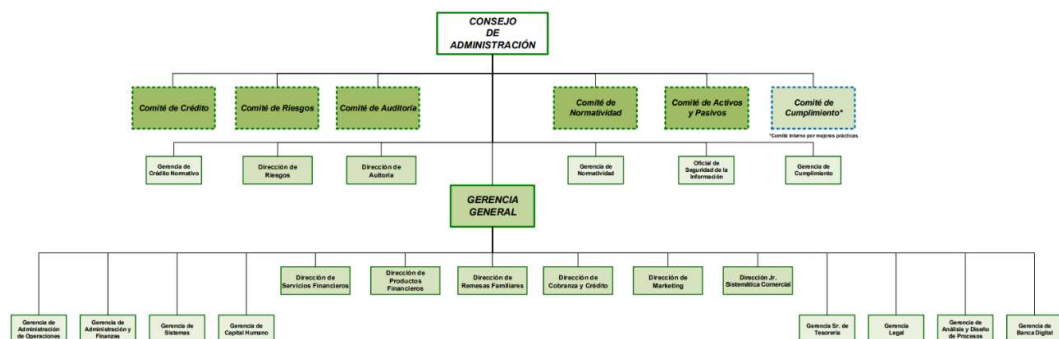 CONSEJO
DE
ADMINISTRACIÓN
Comité de Crédito
Comité de Riesgos
Comité de Auditoría
Comité de
Normatividad
Comité de Activos
y Pasivos
Comité de
Cumplimiento*
*Comité interno por mejores prácticas
Gerencia de
Crédito Normativo
Dirección de
Riesgos
Dirección de
Auitoría
Gerencia de
Normatividad
Oficial de
Seguridad de la
Información
Gerencia de
Cumplimiento
GERENCIA
GENERAL
Dirección de
Servicios Financieros
Dirección de
Productos
Financieros
Dirección de
Remesas Familiares
Dirección de
Cobranza y Crédito
Dirección de
Marketing
Dirección Jr.
Sistemática Comercial
Gerencia de
Administración
de Operaciones
Gerencia de
Administración y
Finanzas
Gerencia de
Sistemas
Gerencia de
Capital Humano
Gerencia Sr. de
Tesorería
Gerencia
Legal
Gerencia de
Análisis y Diseño
de Procesos
Gerencia de
Banca Digital